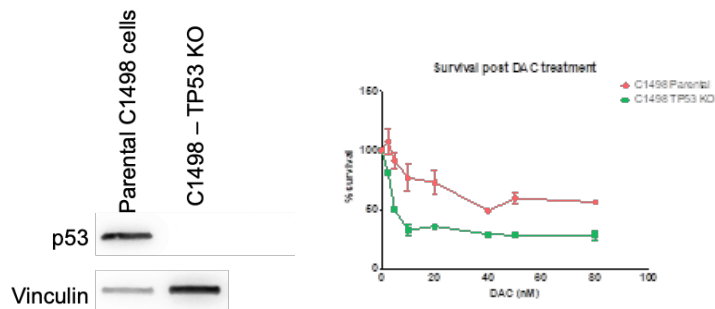 Parental C1498 cells
C1498 – TP53 KO
p53
Vinculin
Survival post DAC treatment
C1498 Parental
C1498 TP53 KO
% survival
150
100
50
0
0
20
40
60
80
100
DAC (nM)